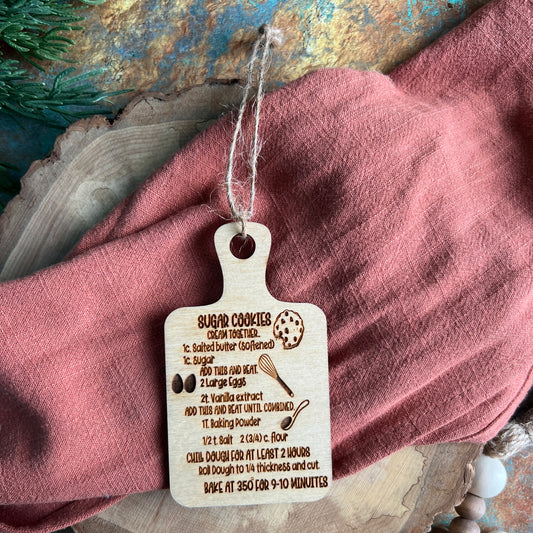 SUGAR COOKIES
CREAM TOGETHER...
1c. Salted butter (softened)
1c. Sugar
ADD THIS AND BEAT.
2 Large Eggs
2t. Vanilla extract
ADD THIS AND BEAT UNTIL COMBINED.
1T. Baking Powder
1/2 t. Salt 2 (3/4) c. flour
CHILL DOUGH FOR AT LEAST 2 HOURS
Roll Dough to 1/4 thickness and cut.
BAKE AT 350° FOR 9-10 MINUITES